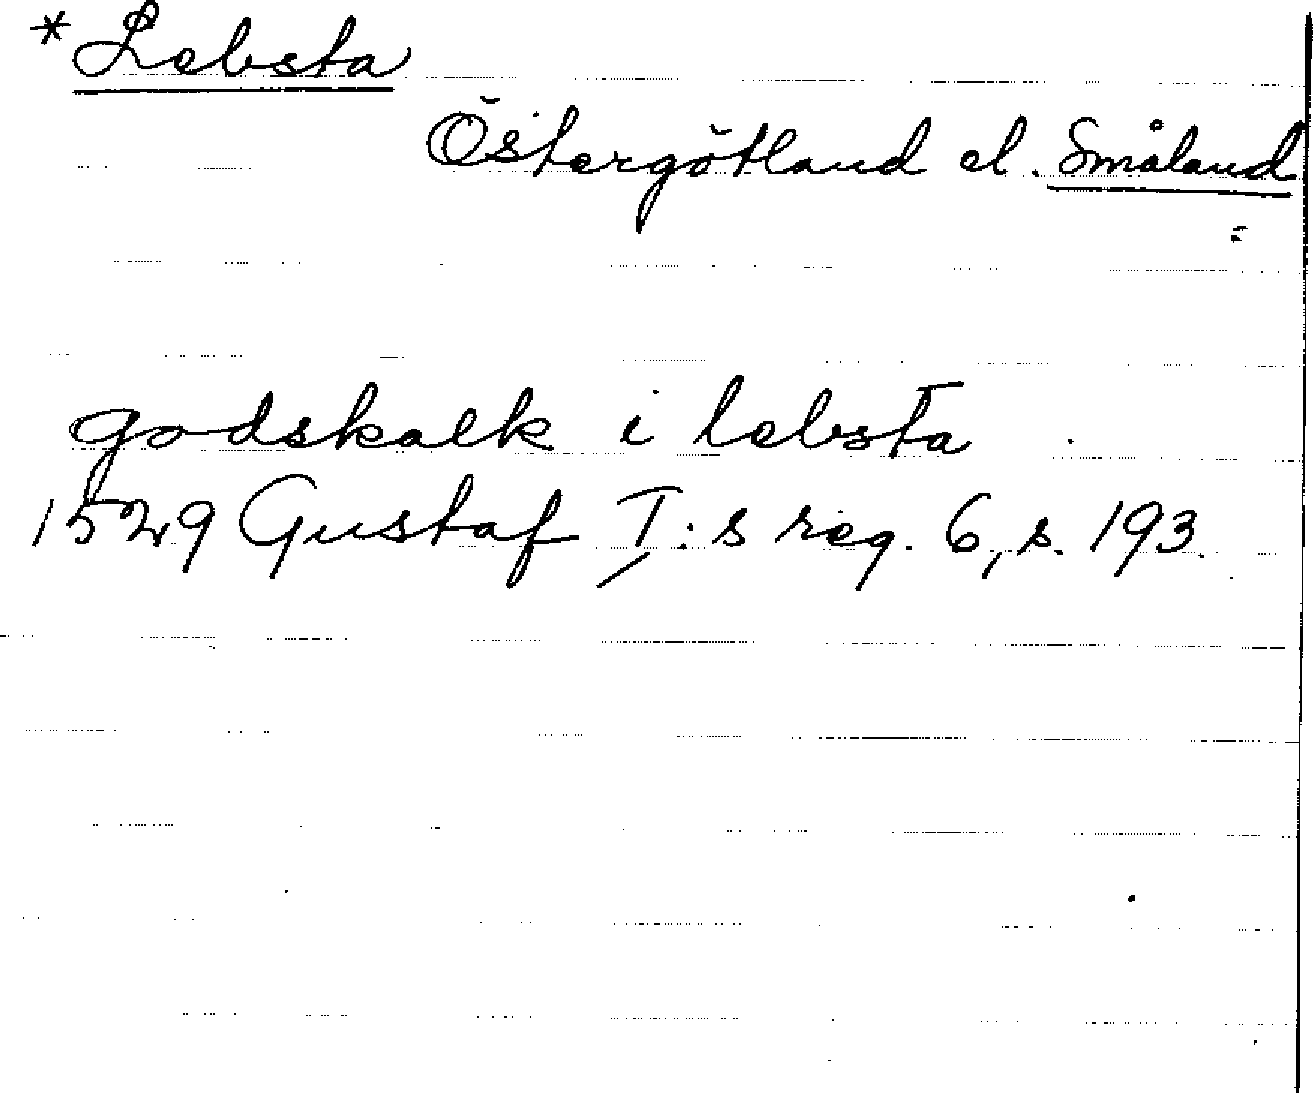 * Lebsta
Östergötland el. Småland
godskalk i lebsta
1529 Gustaf I:s reg. 6, s. 193.